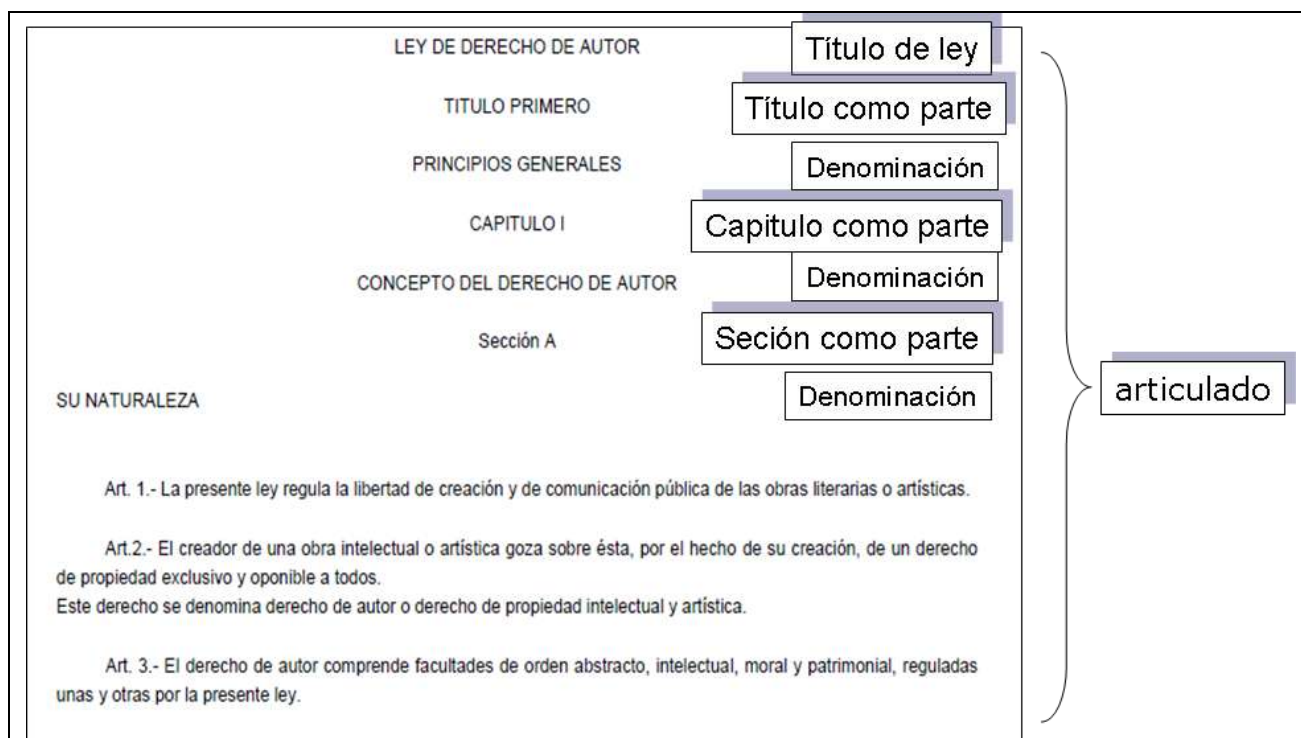 LEY DE DERECHO DE AUTOR Título de ley
TITULO PRIMERO Título como parte
PRINCIPIOS GENERALES Denominación
CAPITULO I Capitulo como parte
CONCEPTO DEL DERECHO DE AUTOR Denominación
Sección A Seción como parte
SU NATURALEZA Denominación
articulado
Art. 1.- La presente ley regula la libertad de creación y de comunicación pública de las obras literarias o artísticas.
Art.2.- El creador de una obra intelectual o artística goza sobre ésta, por el hecho de su creación, de un derecho
de propiedad exclusivo y oponible a todos.
Este derecho se denomina derecho de autor o derecho de propiedad intelectual y artística.
Art. 3.- El derecho de autor comprende facultades de orden abstracto, intelectual, moral y patrimonial, reguladas
unas y otras por la presente ley.